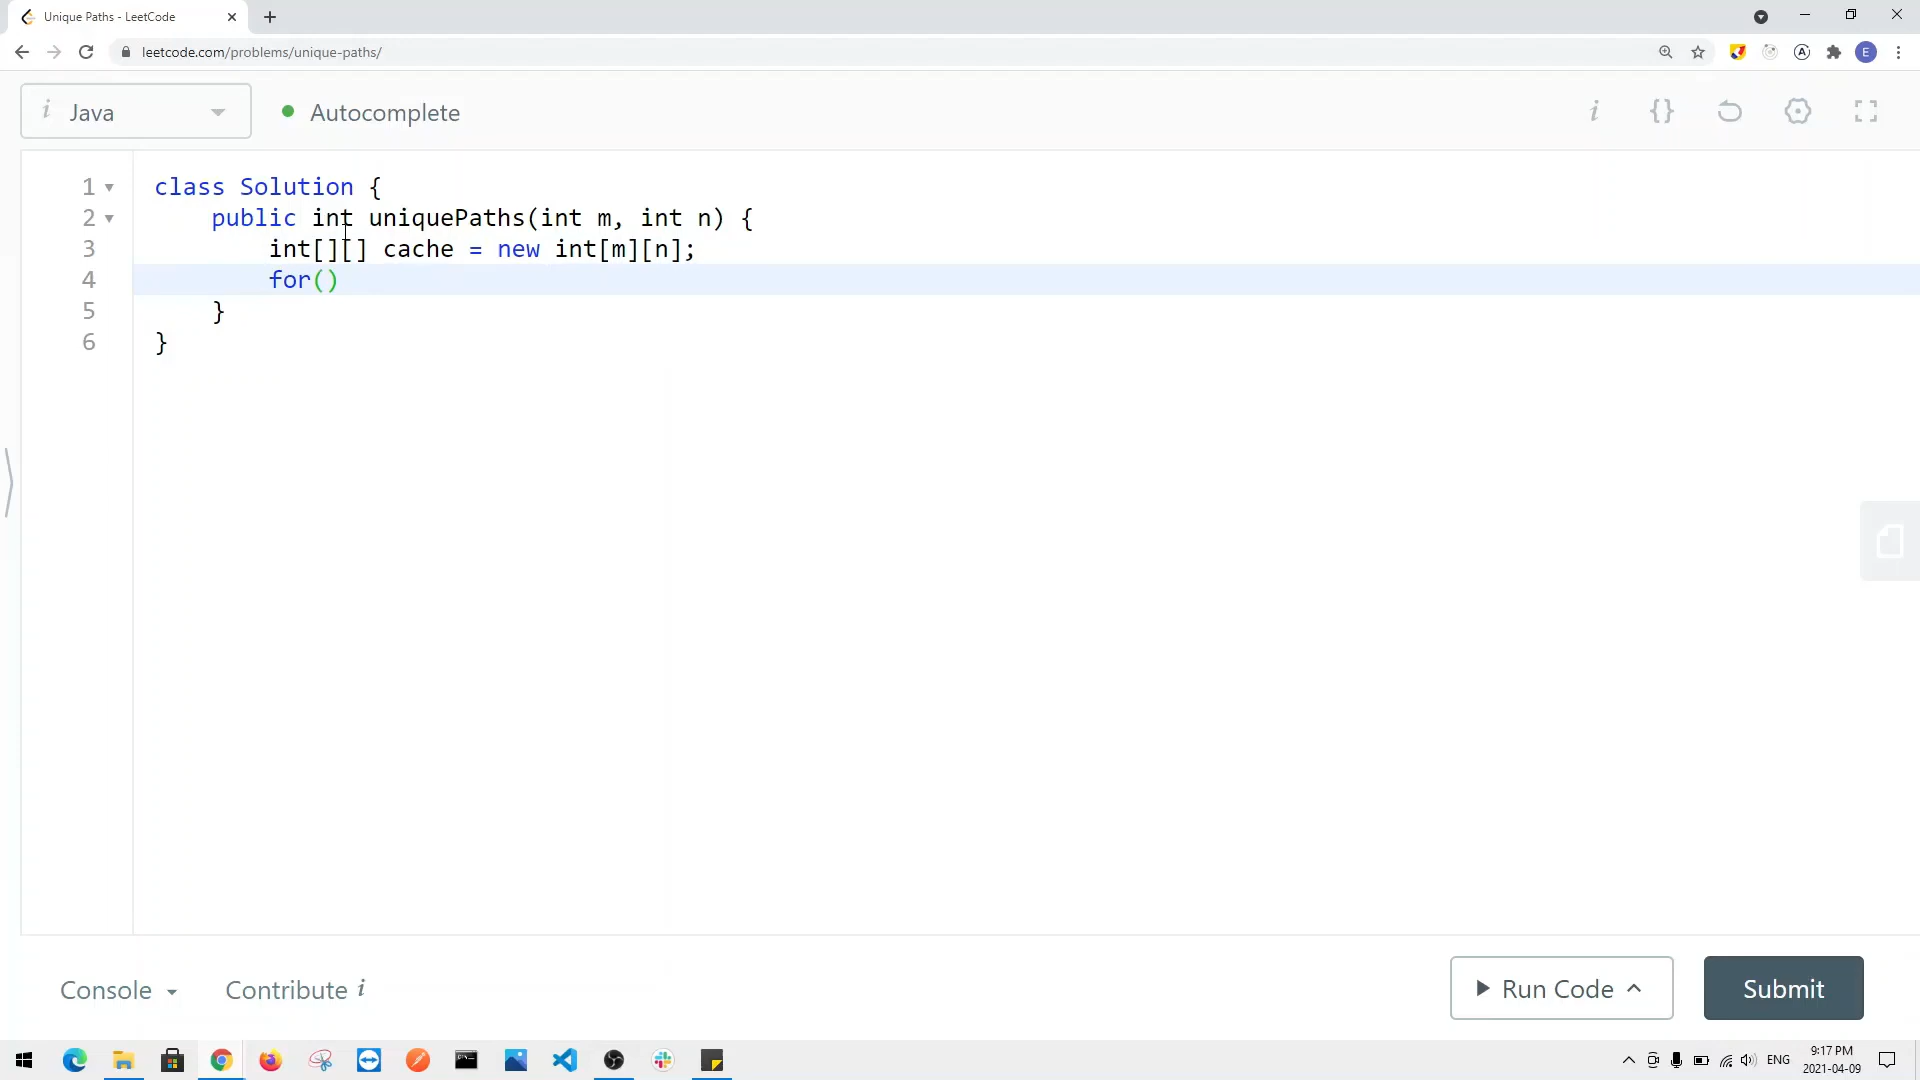 Unique Paths - LeetCode
leetcode.com/problems/unique-paths/
E
i Java
Autocomplete
i {}
1 class Solution {
2 public int uniquePaths(int m, int n) {
3 int[][] cache = new int[m][n];
4 for()
5 }
6 }
Console
Contribute i
Run Code
Submit
ENG
9:17 PM
2021-04-09